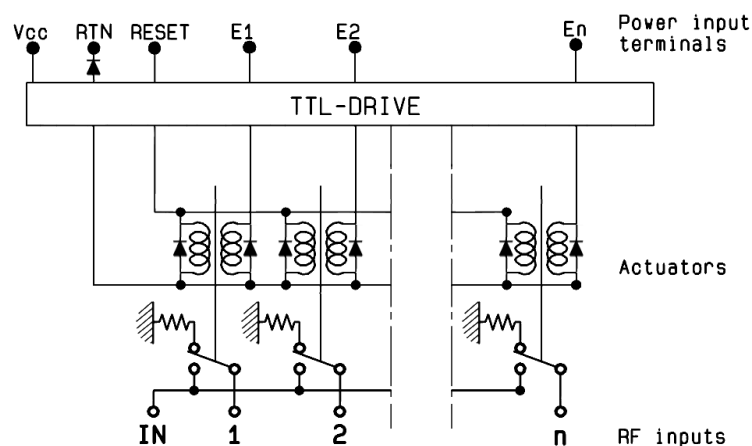 Vcc RTN RESET E1 E2 En Power input
terminals
TTL-DRIVE
Actuators
IN 1 2 n RF inputs